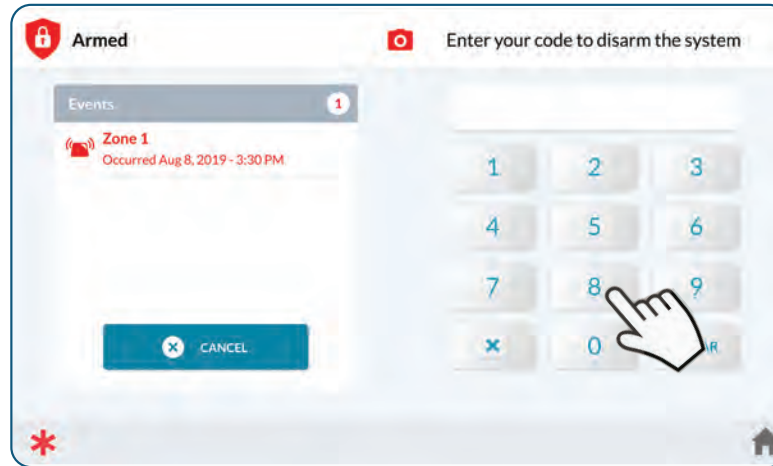 Armed
Enter your code to disarm the system
Events 1
Zone 1
Occurred Aug 8, 2019 - 3:30 PM
1 2 3
4 5 6
7 8 9
× 0
× CANCEL
*